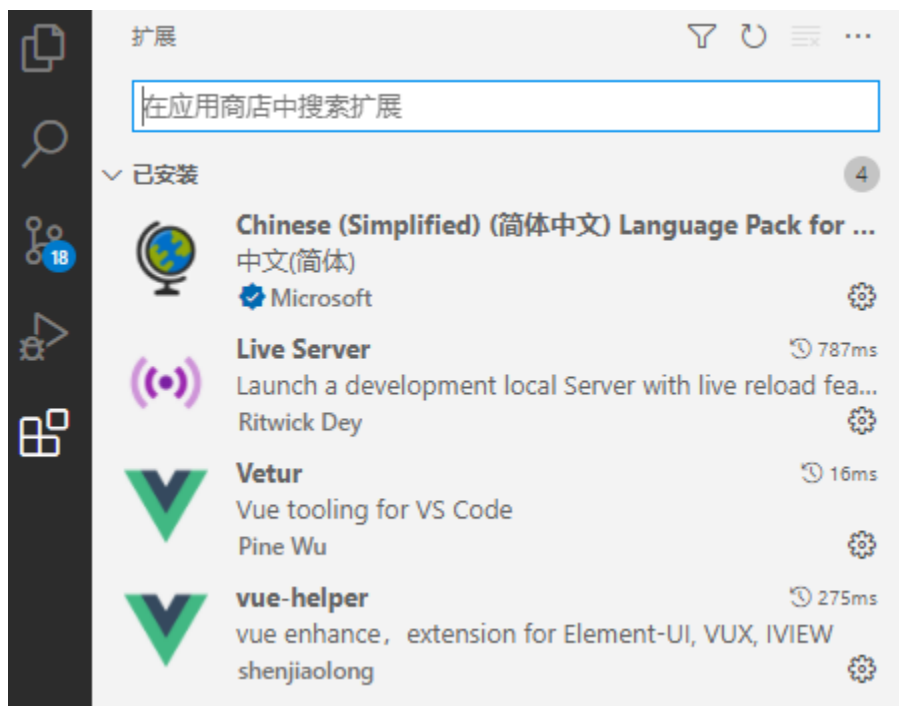 扩展
在应用商店中搜索扩展
已安装 4
Chinese (Simplified) (简体中文) Language Pack for ...
中文(简体)
Microsoft
18
Live Server 787ms
Launch a development local Server with live reload fea...
Ritwick Dey
Vetur 16ms
Vue tooling for VS Code
Pine Wu
vue-helper 275ms
vue enhance，extension for Element-UI, VUX, IVIEW
shenjiaolong